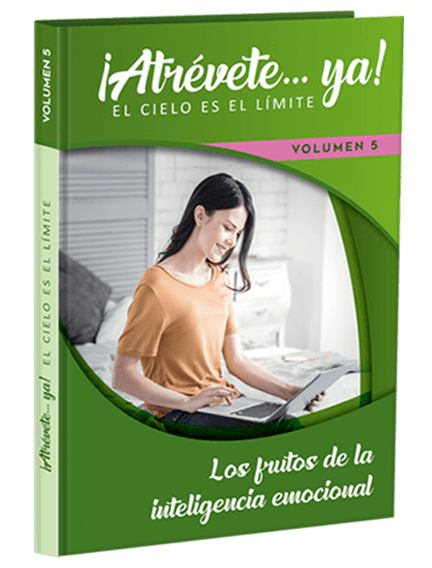 ¡Atrévete... ya!
EL CIELO ES EL LÍMITE
VOLUMEN 5
Los frutos de la
inteligencia emocional
VOLUMEN 5
¡Atrévete... ya! EL CIELO ES EL LÍMITE